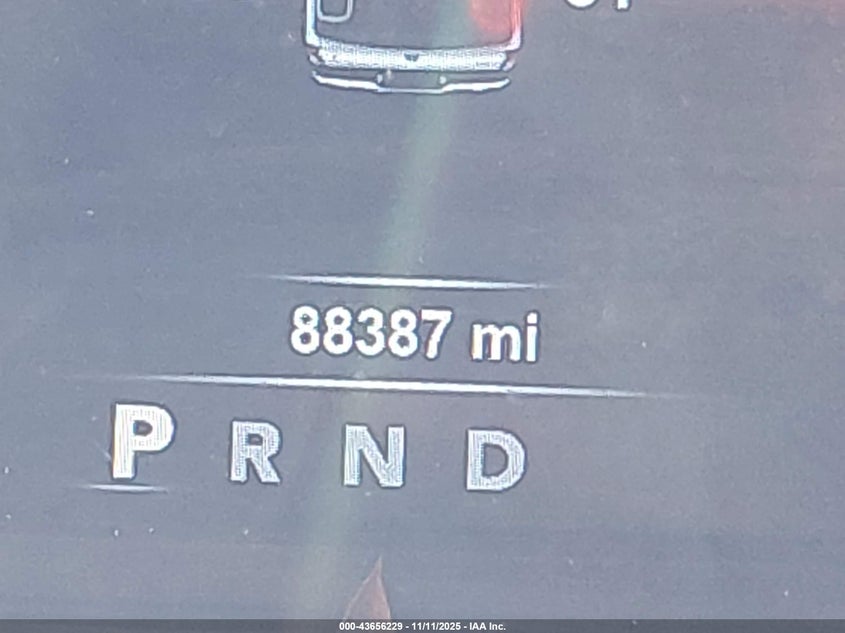 88387 mi
P R N D
000-43656229 - 11/11/2025 - IAA Inc.